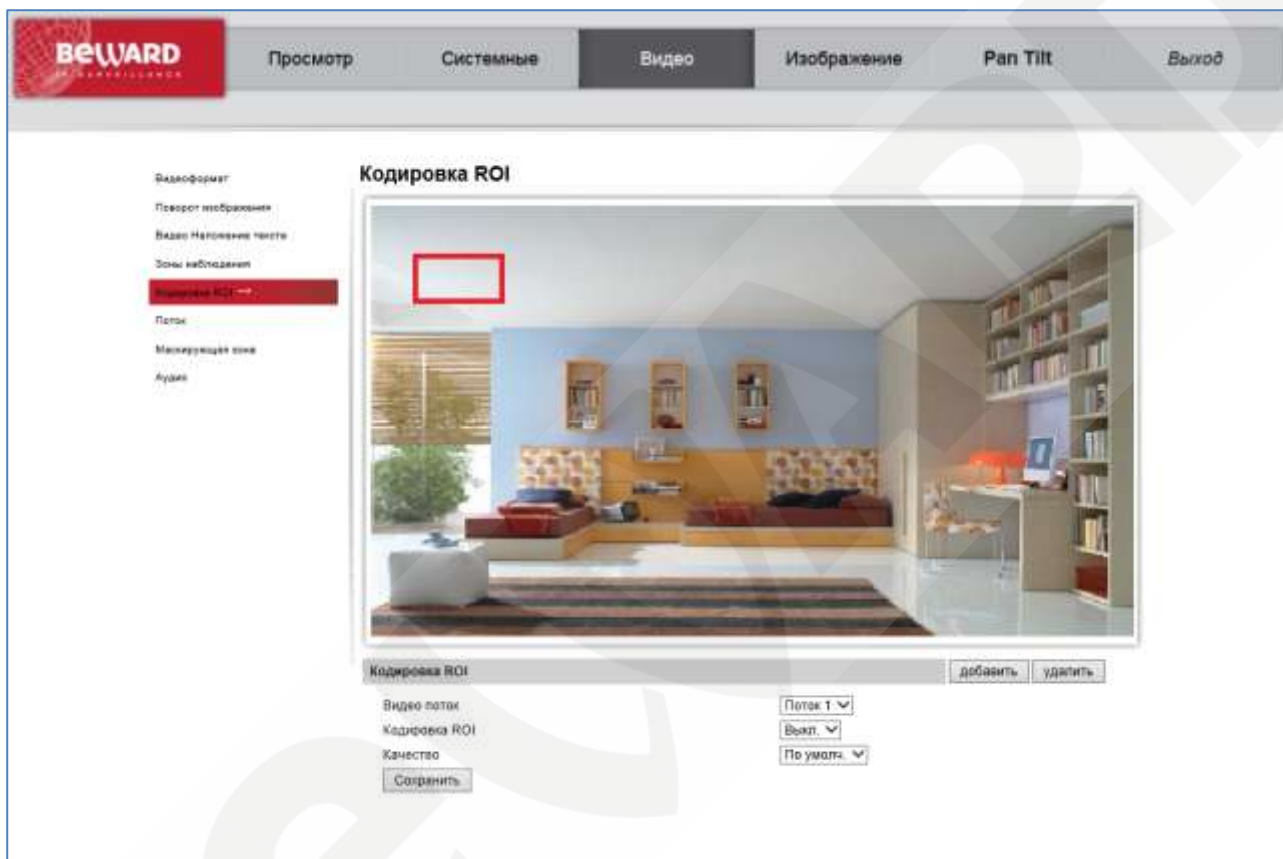 BEWARD
Просмотр
Системные
Видео
Изображение
Pan Tilt
Выход
Видеоформат
Поворот изображения
Видео Наложение текста
Зоны наблюдения
Кодировка ROI
Поток
Маскирующая зона
Аудио
Кодировка ROI
Кодировка ROI
добавить
удалить
Видео поток
Поток 1
Кодировка ROI
Выкл.
Качество
По умолч.
Сохранить